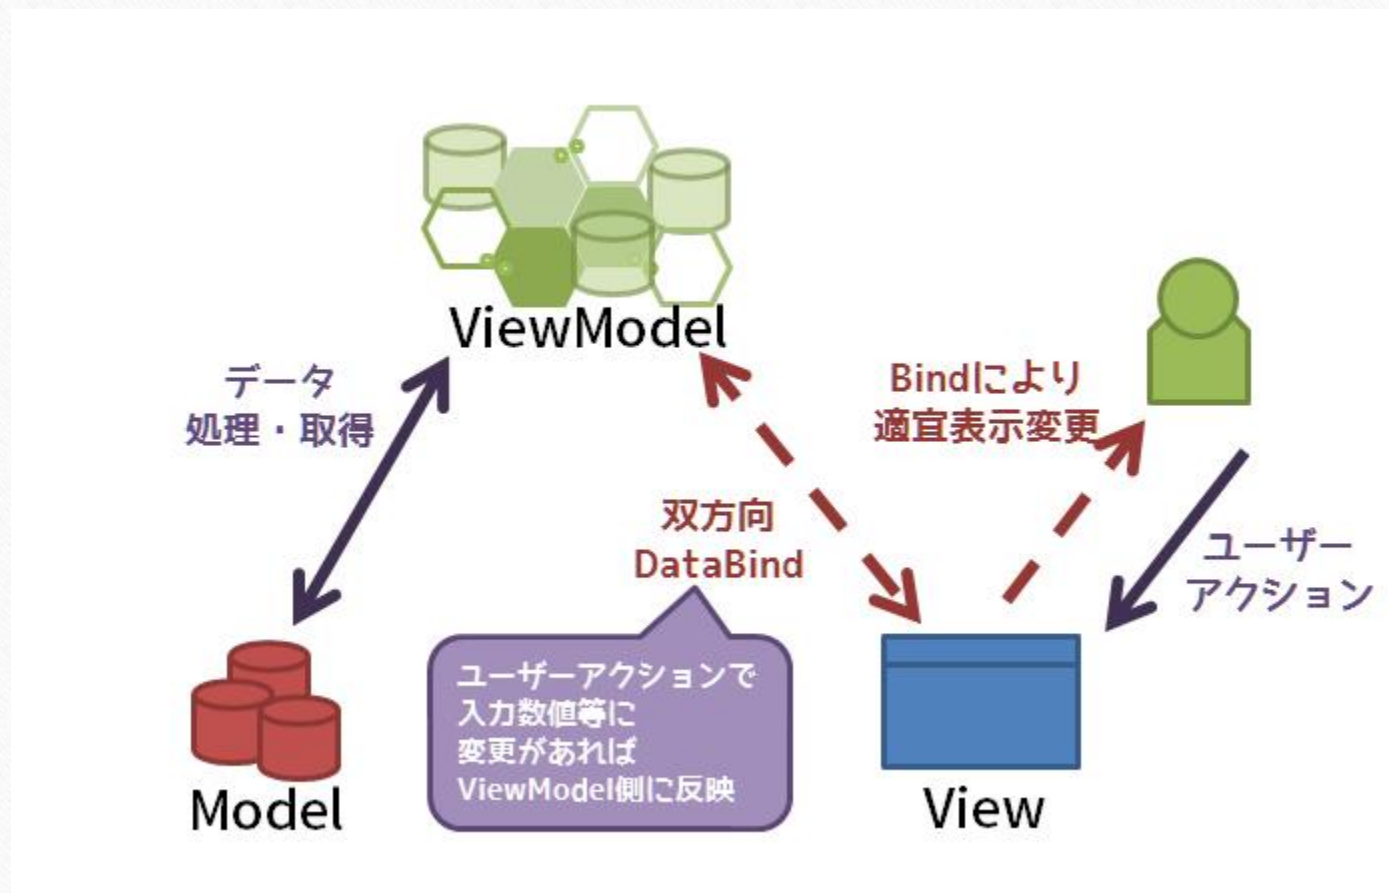 ViewModel
データ
処理・取得
Bindにより
適宜表示変更
双方向
DataBind
ユーザー
アクション
ユーザーアクションで
入力数値等に
変更があれば
ViewModel側に反映
Model
View